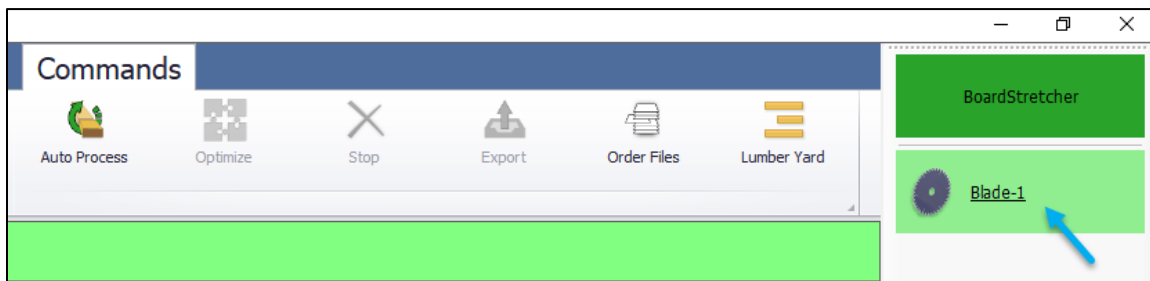 Commands
BoardStretcher
Auto Process
Optimize
Stop
Export
Order Files
Lumber Yard
Blade-1